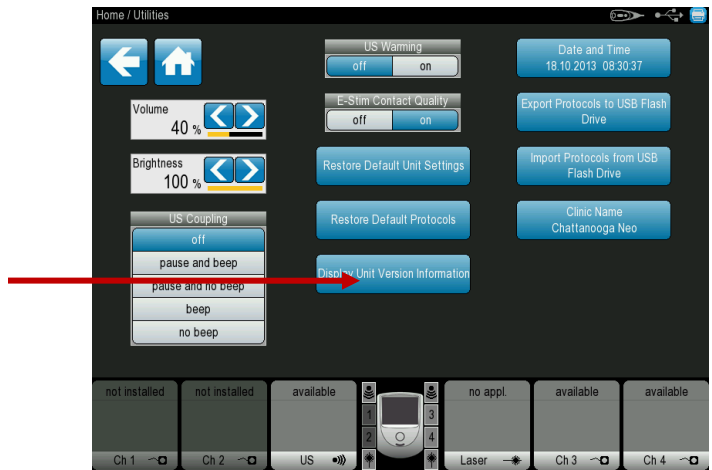 Home / Utilities
US Warming
off on
Date and Time
18.10.2013 08:30:37
Volume
40 %
E-Stim Contact Quality
off on
Export Protocols to USB Flash
Drive
Brightness
100 %
Restore Default Unit Settings
Import Protocols from USB
Flash Drive
US Coupling
off
pause and beep
pause and no beep
beep
no beep
Restore Default Protocols
Clinic Name
Chattanooga Neo
Display Unit Version Information
not installed
not installed
available
no appl.
available
available
1
3
2
4
Ch 1
Ch 2
US
Laser
Ch 3
Ch 4